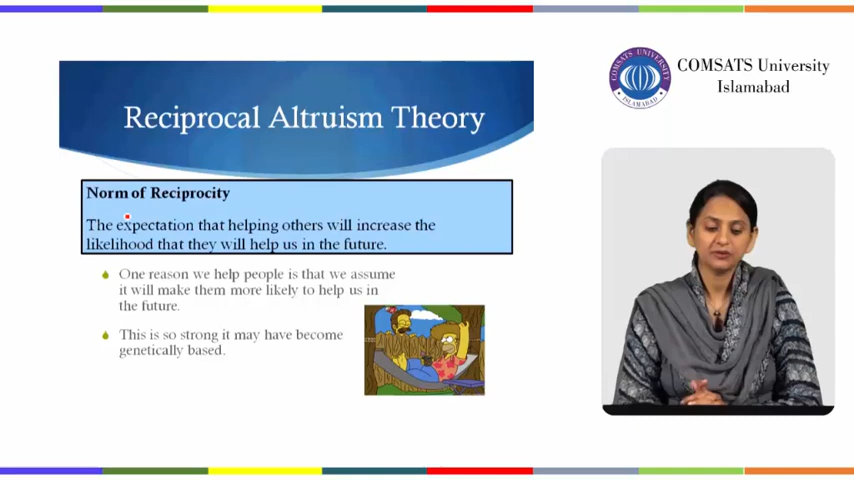 COMSATS University
Islamabad
COMSATS UNIVERSITY
ISLAMABAD
Reciprocal Altruism Theory
Norm of Reciprocity
The expectation that helping others will increase the
likelihood that they will help us in the future.
One reason we help people is that we assume
it will make them more likely to help us in
the future.
This is so strong it may have become
genetically based.